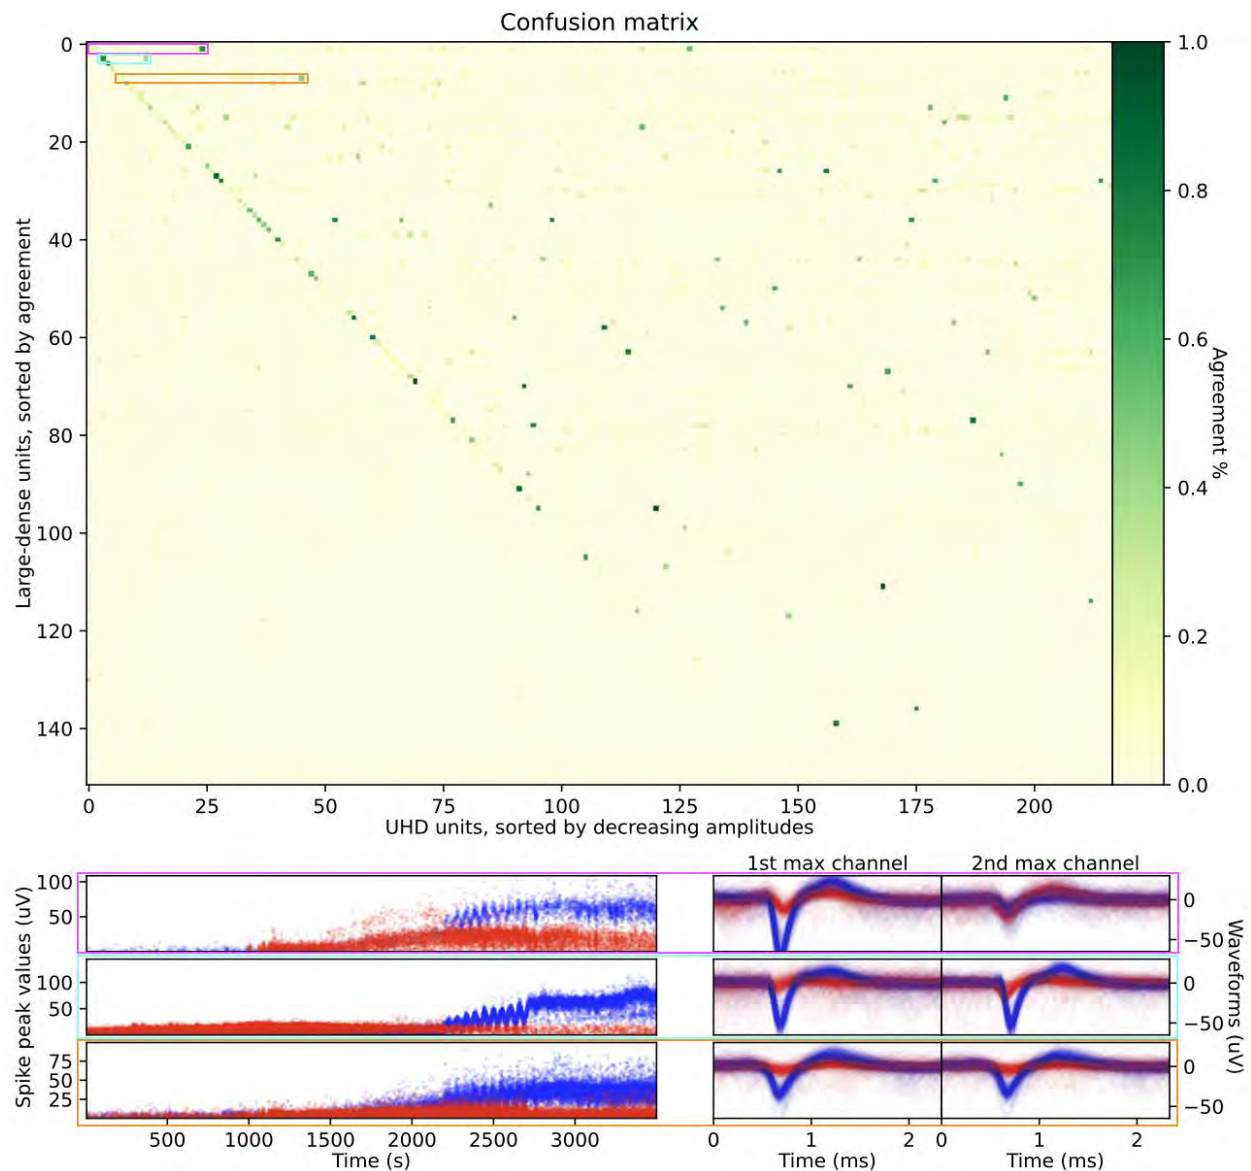 Confusion matrix
0
20
40
60
80
100
120
140
Large-dense units, sorted by agreement
0 25 50 75 100 125 150 175 200
UHD units, sorted by decreasing amplitudes
1.0
0.8
0.6
0.4
0.2
0.0
Agreement %
1st max channel 2nd max channel
Spike peak values (uV)
100
50
100
50
75
50
25
500 1000 1500 2000 2500 3000
Time (s)
0
−50
0
−50
0
−50
Waveforms (uV)
0 1 2 0 1 2
Time (ms) Time (ms)